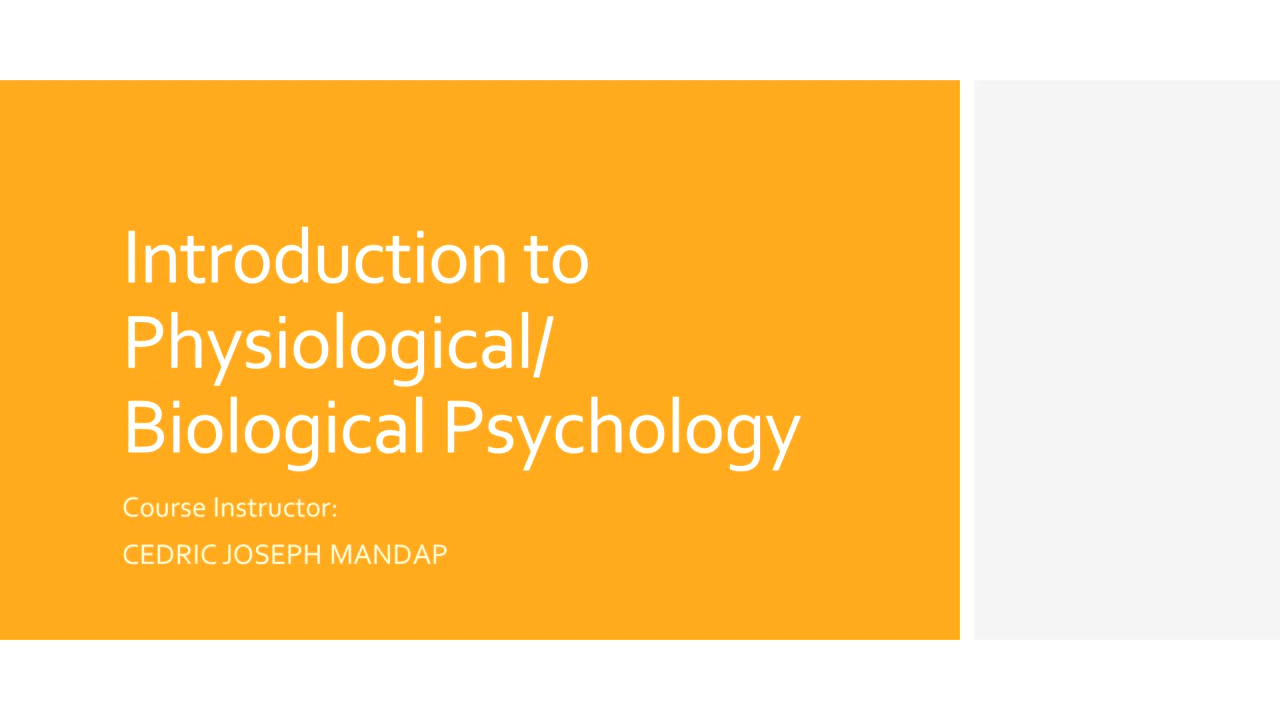 Introduction to
Physiological/
Biological Psychology
Course Instructor:
CEDRIC JOSEPH MANDAP